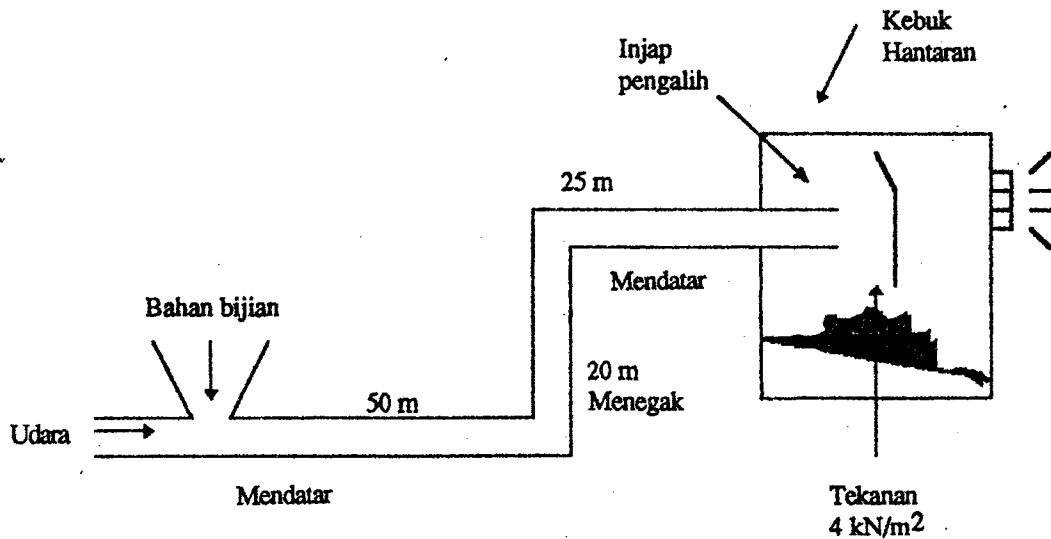 Kebuk
Hantaran
Injap
pengalih
25 m
Mendatar
Bahan bijian
20 m
Menegak
50 m
Udara
Mendatar
Tekanan
4 kN/m2